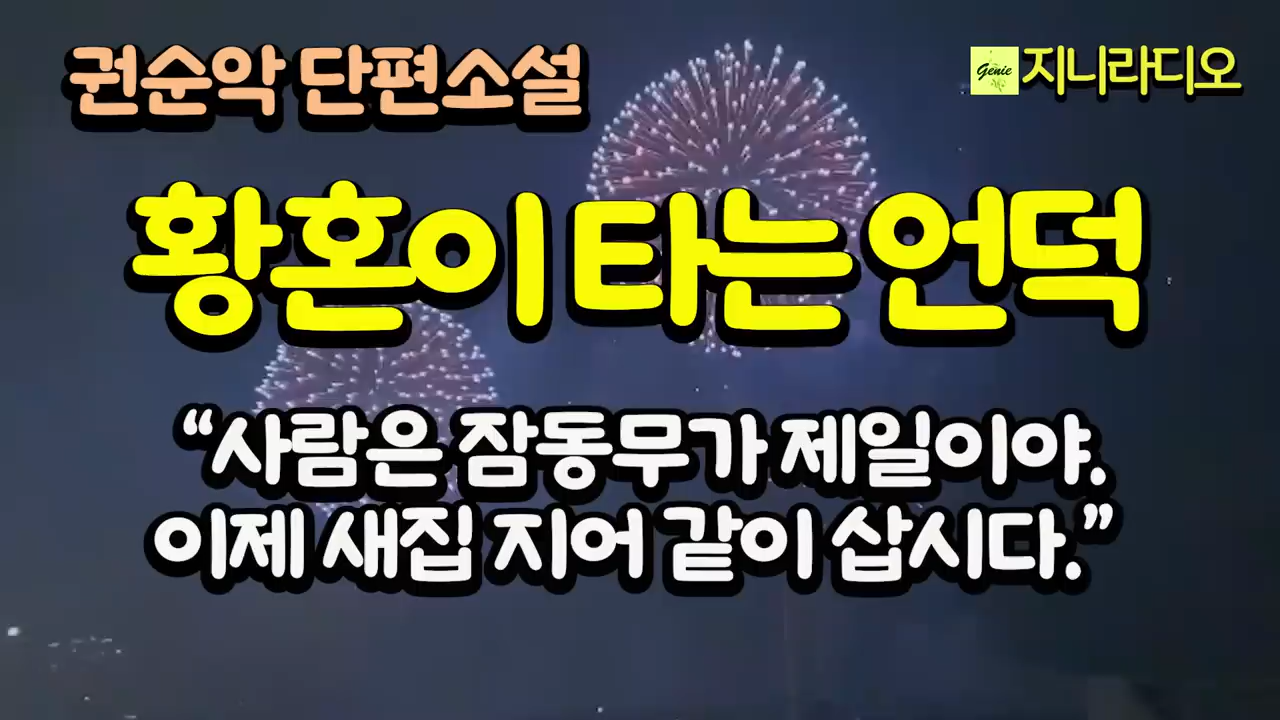 권순악 단편소설
Genie 지니라디오
황혼이 타는 언덕
“사람은 잠동무가 제일이야.
이제 새집 지어 같이 삽시다.”